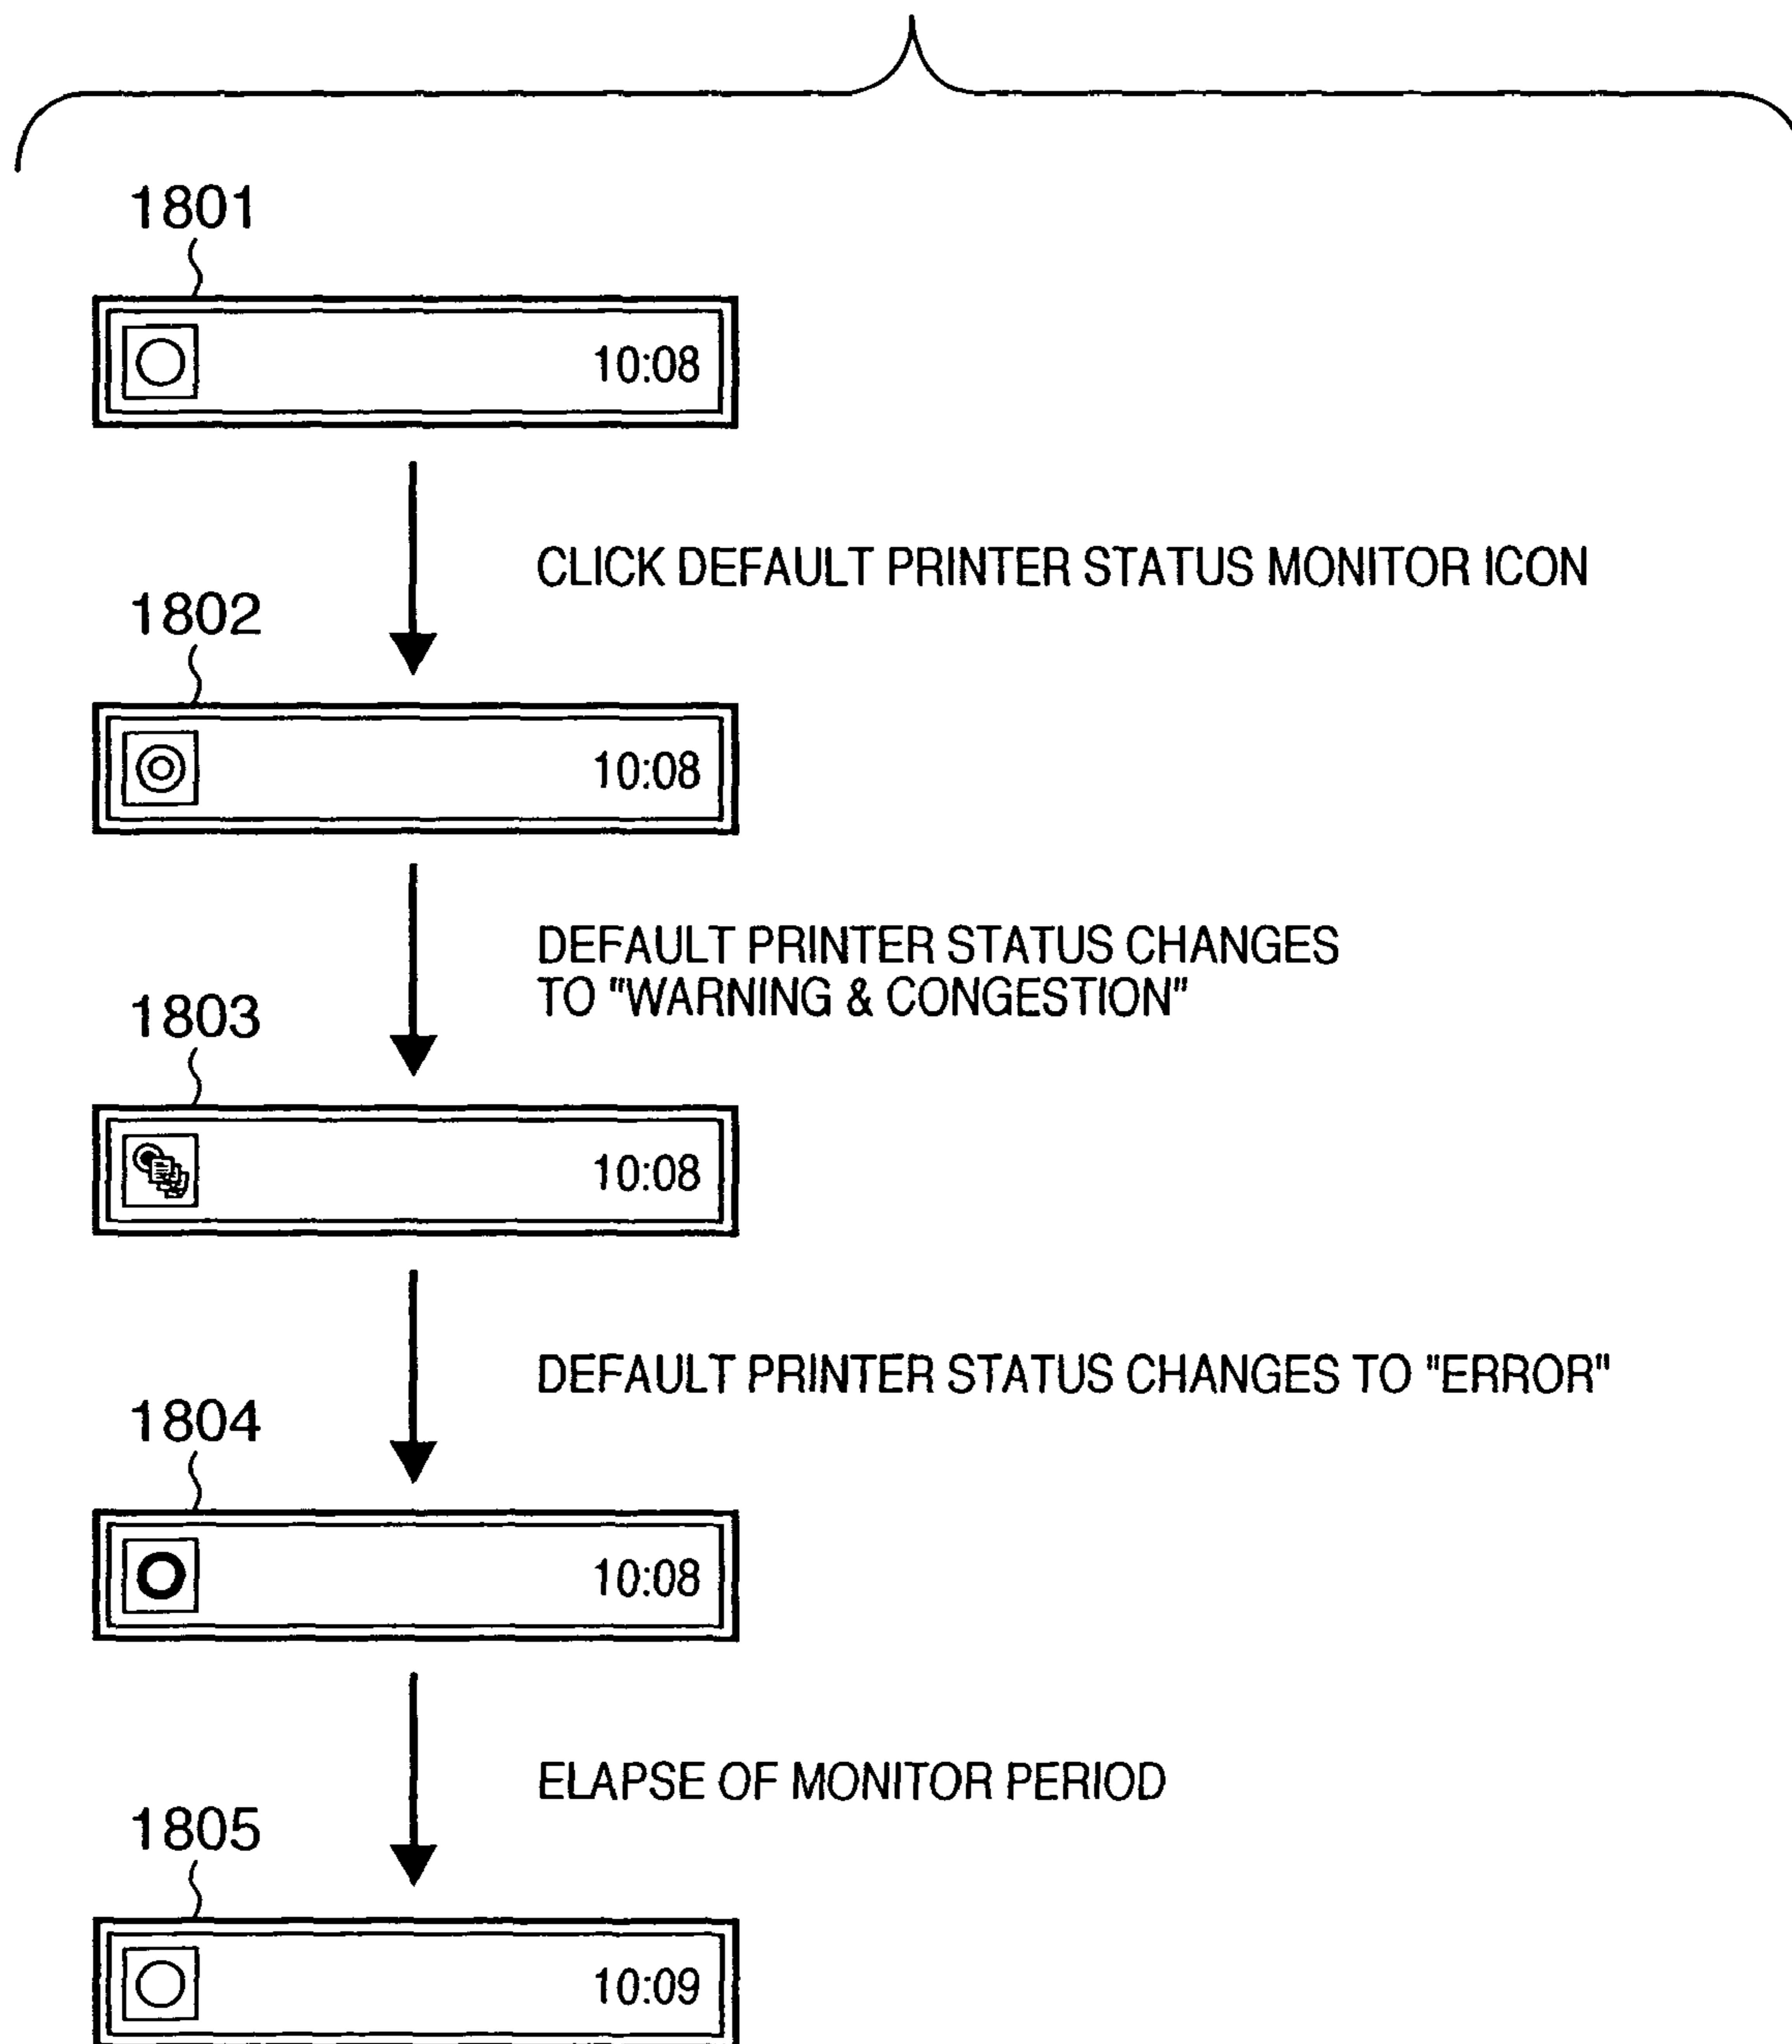 1801
10:08
CLICK DEFAULT PRINTER STATUS MONITOR ICON
1802
10:08
DEFAULT PRINTER STATUS CHANGES
TO "WARNING & CONGESTION"
1803
10:08
DEFAULT PRINTER STATUS CHANGES TO "ERROR"
1804
10:08
ELAPSE OF MONITOR PERIOD
1805
10:09